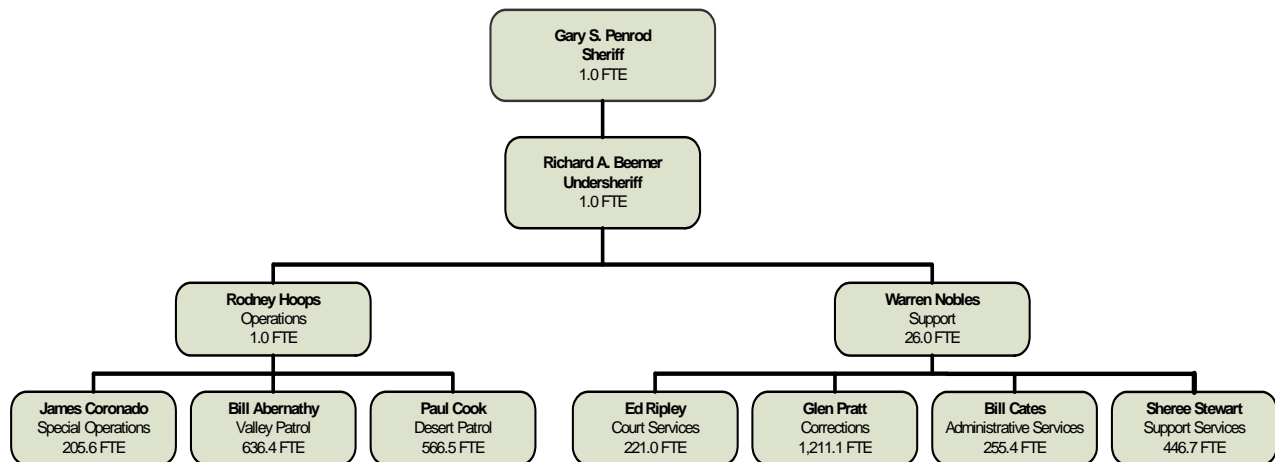 Gary S. Penrod
Sheriff
1.0 FTE
Richard A. Beemer
Undersheriff
1.0 FTE
Rodney Hoops
Operations
1.0 FTE
Warren Nobles
Support
26.0 FTE
James Coronado
Special Operations
205.6 FTE
Bill Abernathy
Valley Patrol
636.4 FTE
Paul Cook
Desert Patrol
566.5 FTE
Ed Ripley
Court Services
221.0 FTE
Glen Pratt
Corrections
1,211.1 FTE
Bill Cates
Administrative Services
255.4 FTE
Sheree Stewart
Support Services
446.7 FTE